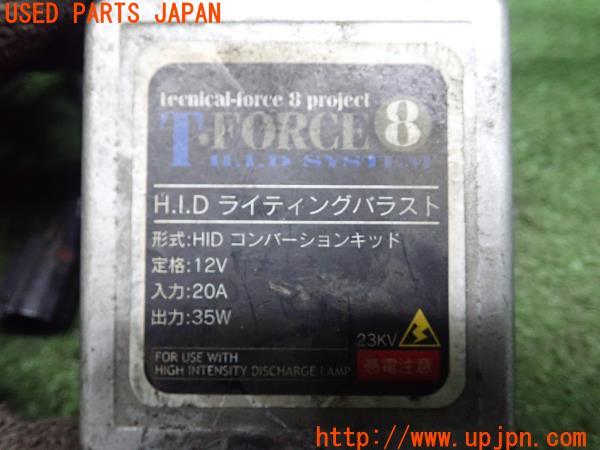 USED PARTS JAPAN
tecnical-force 8 project
T·FORCE 8
H.I.D SYSTEM
H.I.D ライティングバラスト
形式:HID コンバーションキッド
定格:12V
入力:20A
出力:35W
23KV
FOR USE WITH
HIGH INTENSITY DISCHARGE LAMP
感電注意
http://www.upjpn.com/